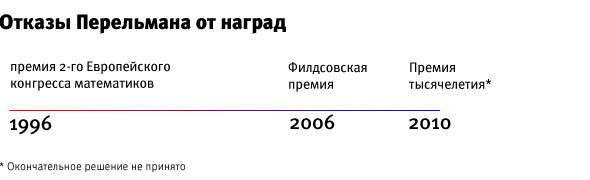 Отказы Перельмана от наград
премия 2-го Европейского
конгресса математиков
Филдсовская
премия
Премия
тысячелетия*
1996
2006
2010
* Окончательное решение не принято